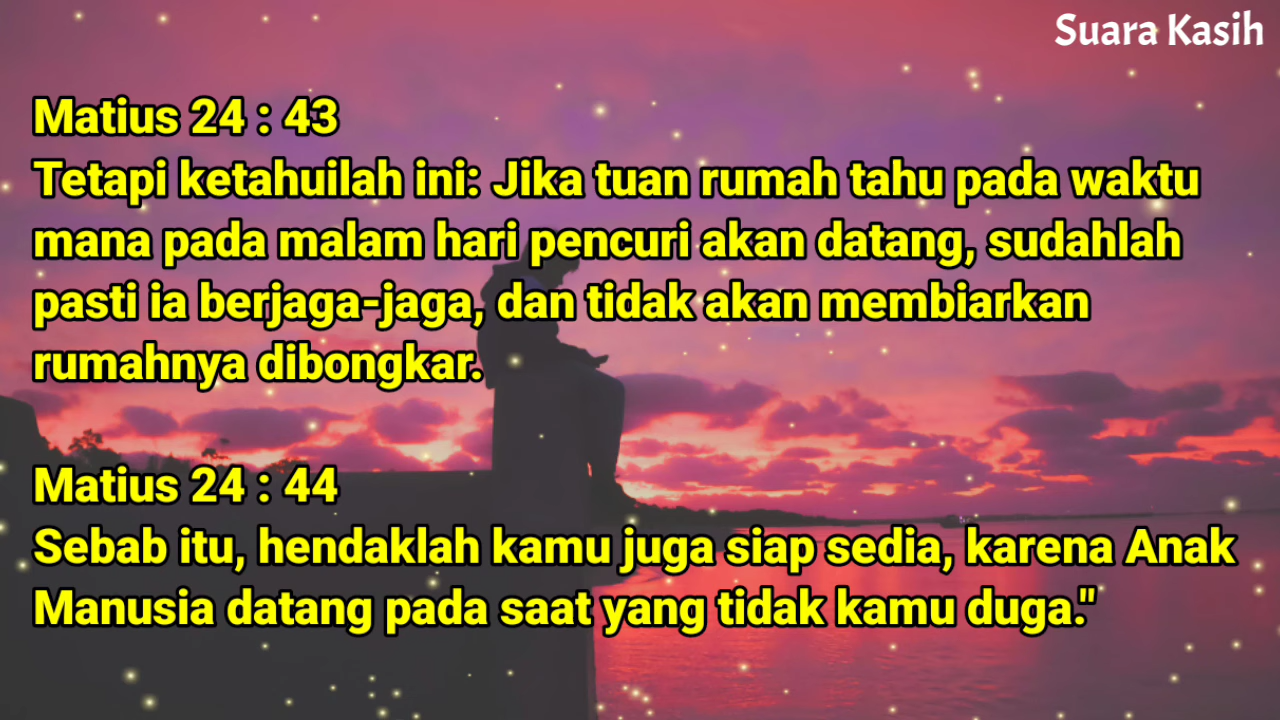 Suara Kasih
Matius 24 : 43
Tetapi ketahuilah ini: Jika tuan rumah tahu pada waktu
mana pada malam hari pencuri akan datang, sudahlah
pasti ia berjaga-jaga, dan tidak akan membiarkan
rumahnya dibongkar.
Matius 24 : 44
Sebab itu, hendaklah kamu juga siap sedia, karena Anak
Manusia datang pada saat yang tidak kamu duga."